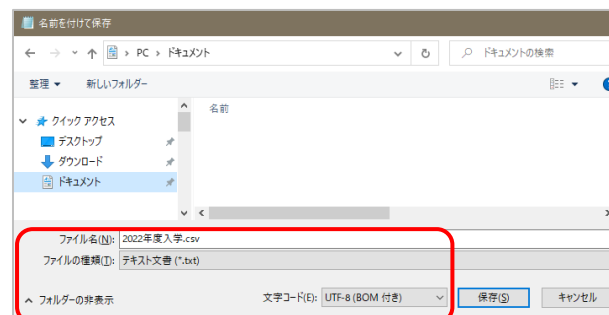 名前を付けて保存
PC › ドキュメント
ドキュメントの検索
整理 新しいフォルダー
名前
クイック アクセス
デスクトップ
ダウンロード
ドキュメント
ファイル名(N): 2022年度入学.csv
ファイルの種類(T): テキスト文書 (*.txt)
フォルダーの非表示
文字コード(E): UTF-8 (BOM 付き)
保存(S)
キャンセル